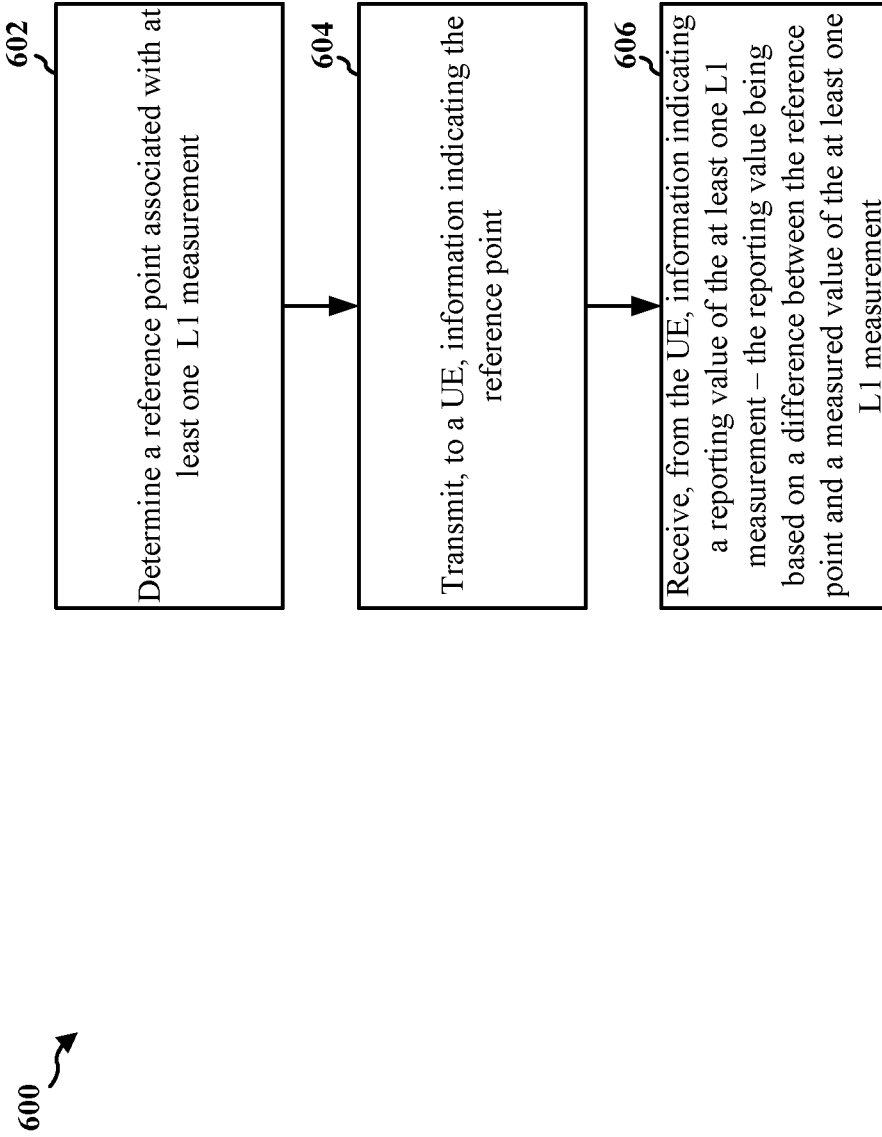 600
602
Determine a reference point associated with at
least one L1 measurement
604
Transmit, to a UE, information indicating the
reference point
606
Receive, from the UE, information indicating
a reporting value of the at least one L1
measurement – the reporting value being
based on a difference between the reference
point and a measured value of the at least one
L1 measurement